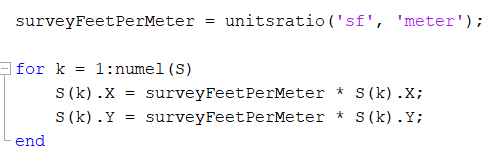 surveyFeetPerMeter = unitsratio('sf', 'meter');
for k = 1:numel(S)
    S(k).X = surveyFeetPerMeter * S(k).X;
    S(k).Y = surveyFeetPerMeter * S(k).Y;
end